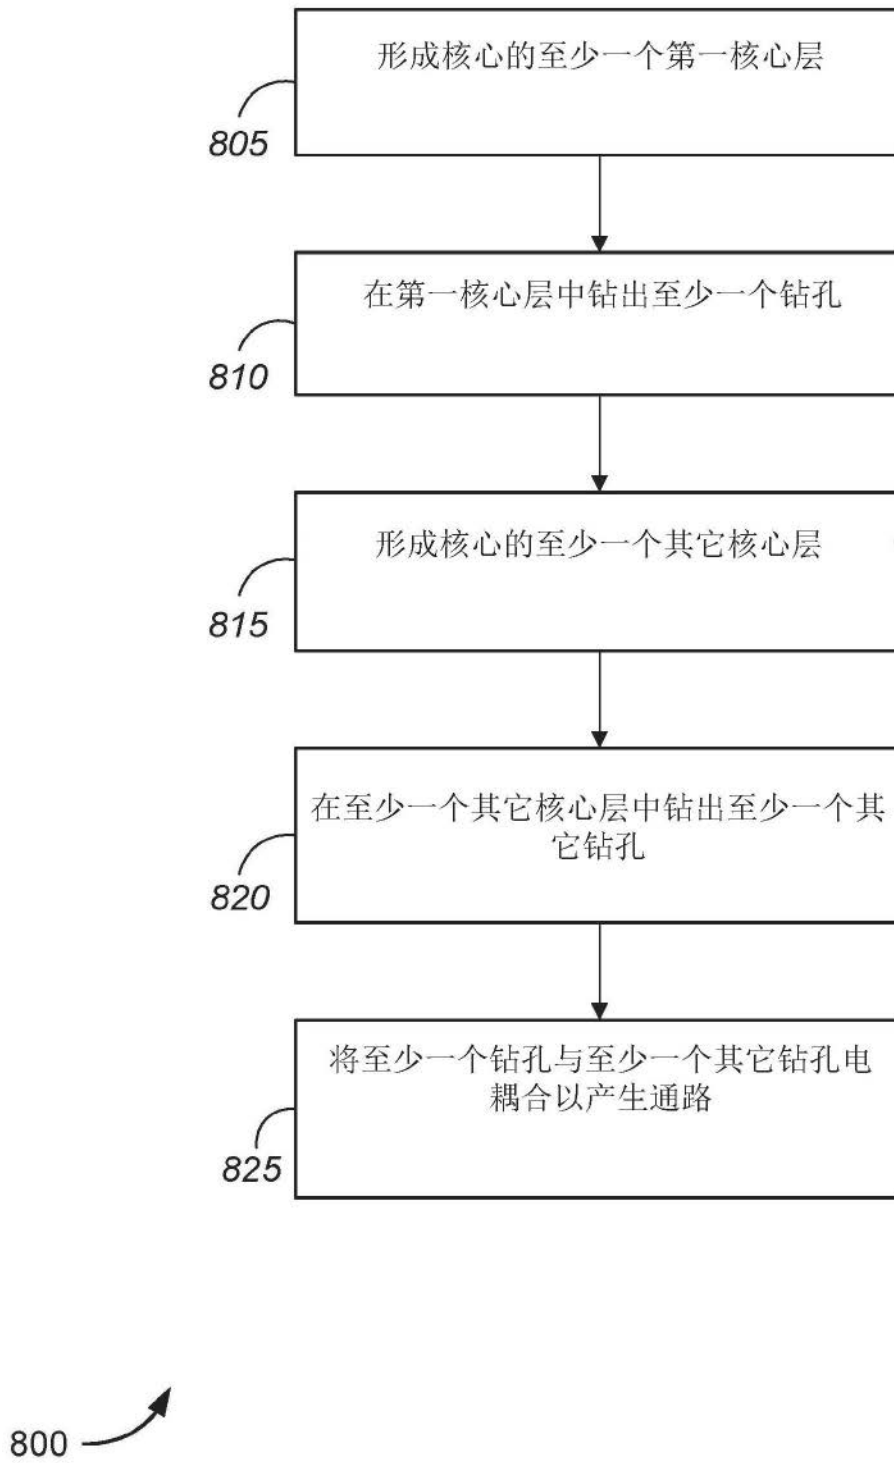 形成核心的至少一个第一核心层
805
在第一核心层中钻出至少一个钻孔
810
形成核心的至少一个其它核心层
815
在至少一个其它核心层中钻出至少一个其
它钻孔
820
将至少一个钻孔与至少一个其它钻孔电
耦合以产生通路
825
800